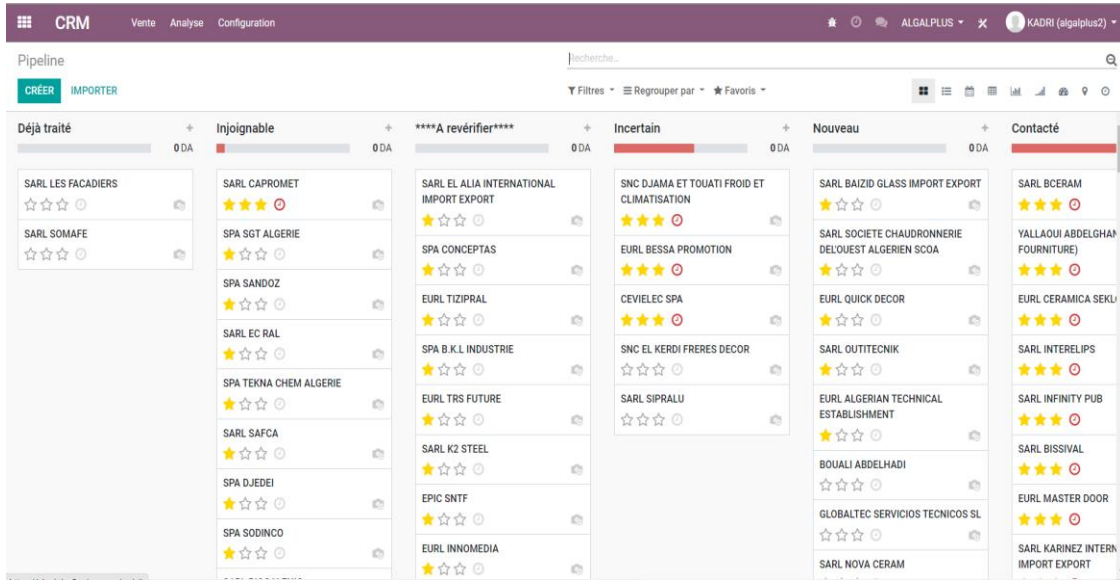 CRM Vente Analyse Configuration ALGALPLUS KADRI (algalplus2)
Pipeline
Recherche...
CRÉER IMPORTER
Filtres Regrouper par Favoris
Déjà traité
0 DA
SARL LES FACADIERS
SARL SOMAFE
Injoignable
0 DA
SARL CAPROMET
SPA SGT ALGERIE
SPA SANDOZ
SARL EC RAL
SPA TEKNA CHEM ALGERIE
SARL SAFCA
SPA DJEDEI
SPA SODINCO
****A revérifier****
0 DA
SARL EL ALIA INTERNATIONAL
IMPORT EXPORT
SPA CONCEPTAS
EURL TIZIPRAL
SPA B.K.L INDUSTRIE
EURL TRS FUTURE
SARL K2 STEEL
EPIC SNTF
EURL INNOMEDIA
Incertain
0 DA
SNC DJAMA ET TOUATI FROID ET
CLIMATISATION
EURL BESSA PROMOTION
CEVIELEC SPA
SNC EL KERDI FRERES DECOR
SARL SIPRALU
Nouveau
0 DA
SARL BAIZID GLASS IMPORT EXPORT
SARL SOCIETE CHAUDRONNERIE
DEL'OUEST ALGERIEN SCOA
EURL QUICK DECOR
SARL OUTITECNIK
EURL ALGERIAN TECHNICAL
ESTABLISHMENT
BOUALI ABDELHADI
GLOBALTEC SERVICIOS TECNICOS SL
SARL NOVA CERAM
Contacté
SARL BCERAM
YALLAOUI
FOURNITURE)
EURL CERAMICA
SARL INTERELIPS
SARL INFINITY PUB
SARL BISSIVAL
EURL MASTER DOOR
SARL KARINEZ
IMPORT EXPORT